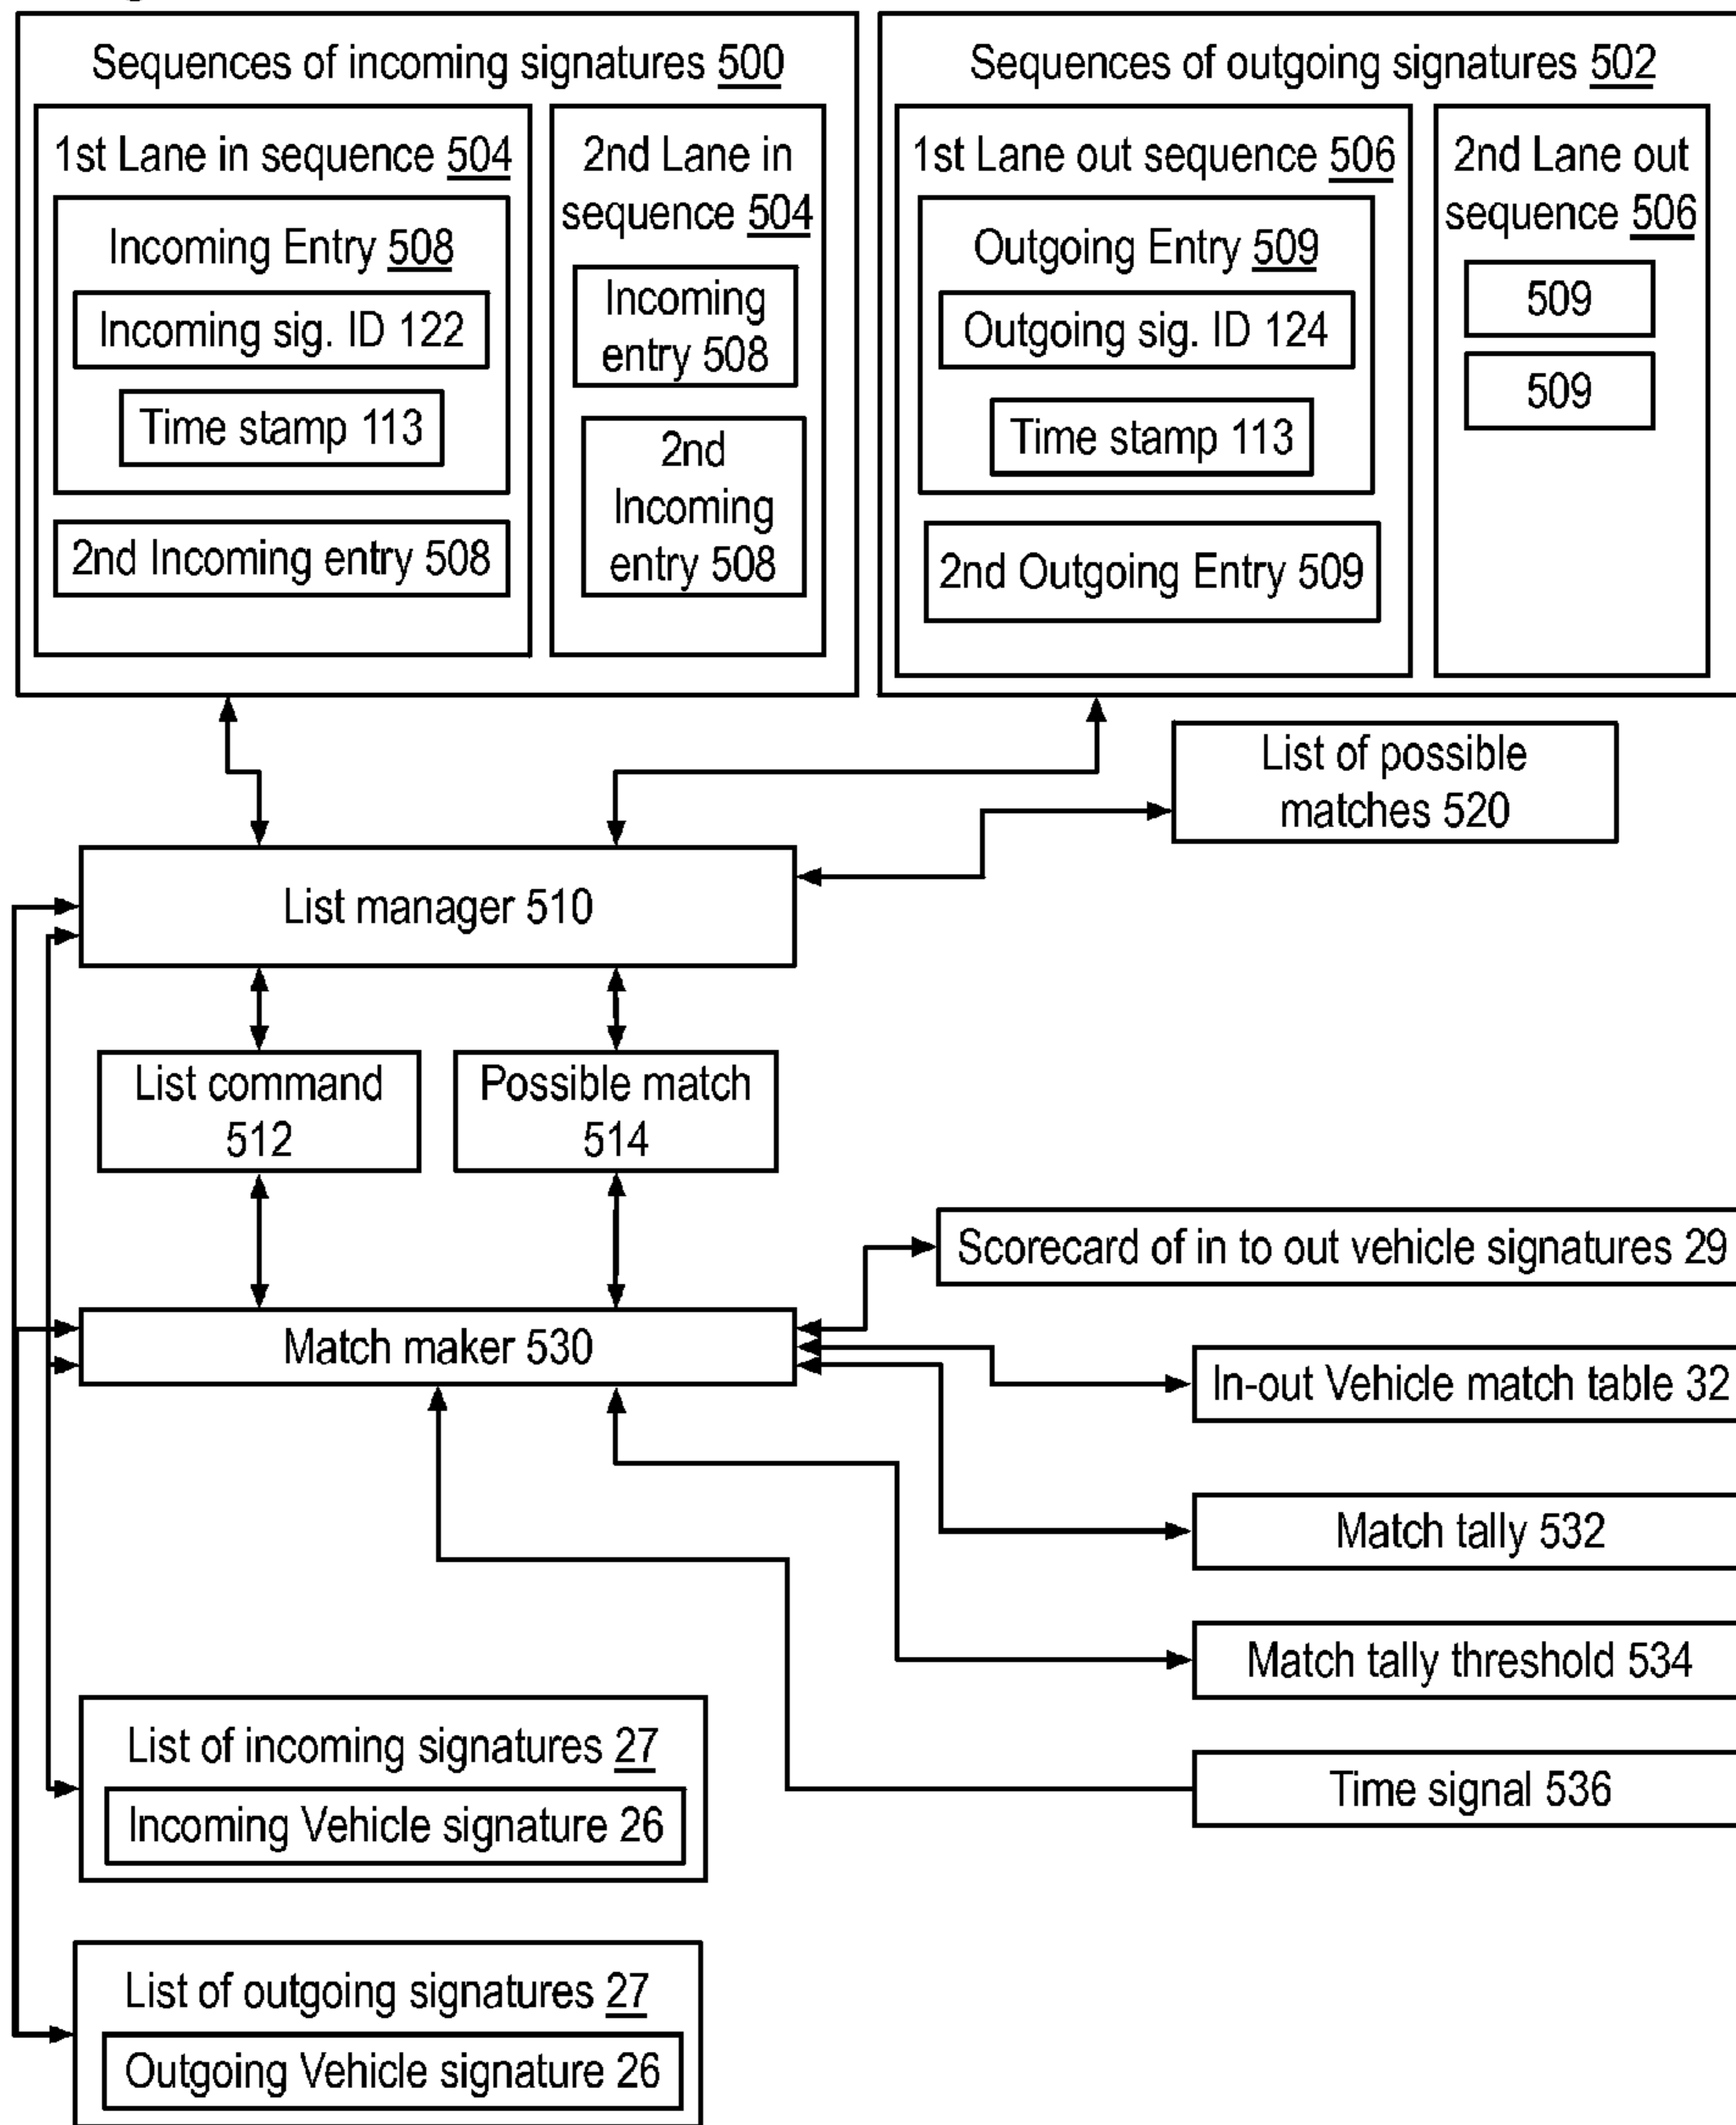 Sequences of incoming signatures 500
1st Lane in sequence 504
Incoming Entry 508
Incoming sig. ID 122
Time stamp 113
2nd Incoming entry 508
2nd Lane in
sequence 504
Incoming
entry 508
2nd
Incoming
entry 508
Sequences of outgoing signatures 502
1st Lane out sequence 506
Outgoing Entry 509
Outgoing sig. ID 124
Time stamp 113
2nd Outgoing Entry 509
2nd Lane out
sequence 506
509
509
List of possible
matches 520
List manager 510
List command
512
Possible match
514
Scorecard of in to out vehicle signatures 29
Match maker 530
In-out Vehicle match table 32
Match tally 532
Match tally threshold 534
List of incoming signatures 27
Incoming Vehicle signature 26
Time signal 536
List of outgoing signatures 27
Outgoing Vehicle signature 26